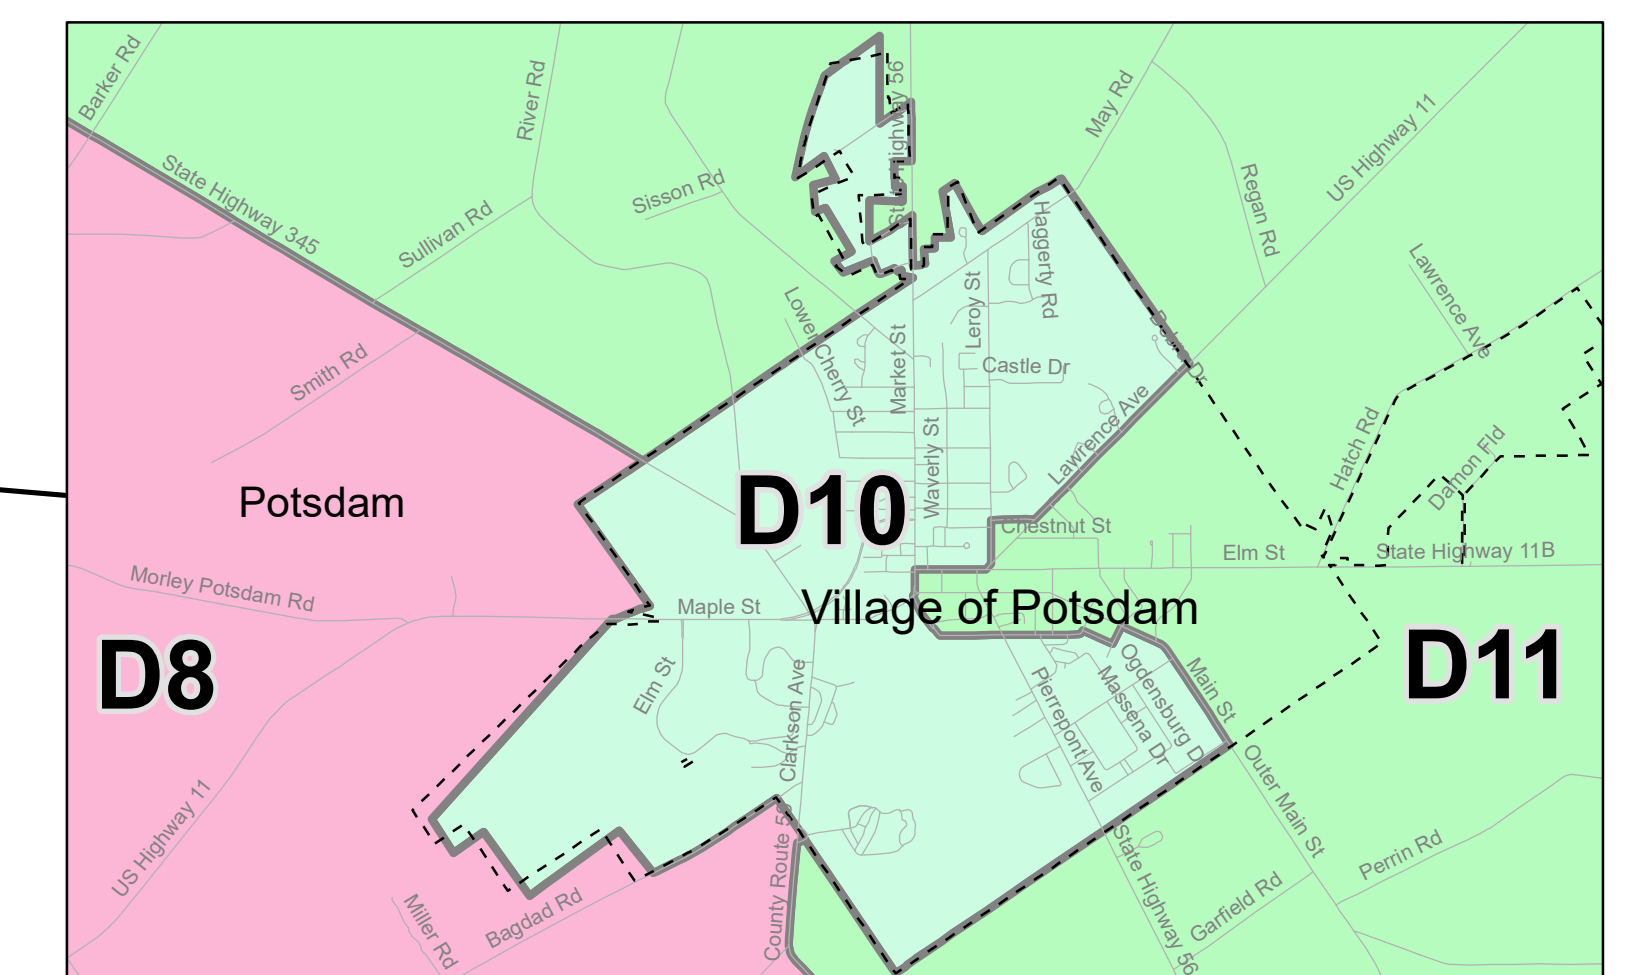 Barker Rd
River Rd
State Highway 56
May Rd
US Highway 11
State Highway 345
Sisson Rd
Sullivan Rd
Haggerty Rd
Regan Rd
Lawrence Ave
Smith Rd
Lower Cherry St
Market St
Leroy St
Castle Dr
Lawrence Ave
Waverly St
Hatch Rd
Damon Fld
Potsdam
D10
Chestnut St
Elm St
State Highway 11B
Morley Potsdam Rd
Maple St
Village of Potsdam
D8
D11
Elm St
Clarkson Ave
Pierrepont Ave
Massena Dr
Ogdensburg D
Main St
US Highway 11
Outer Main St
Miller Rd
Bagdad Rd
County Route 59
State Highway 56
Garfield Rd
Perrin Rd